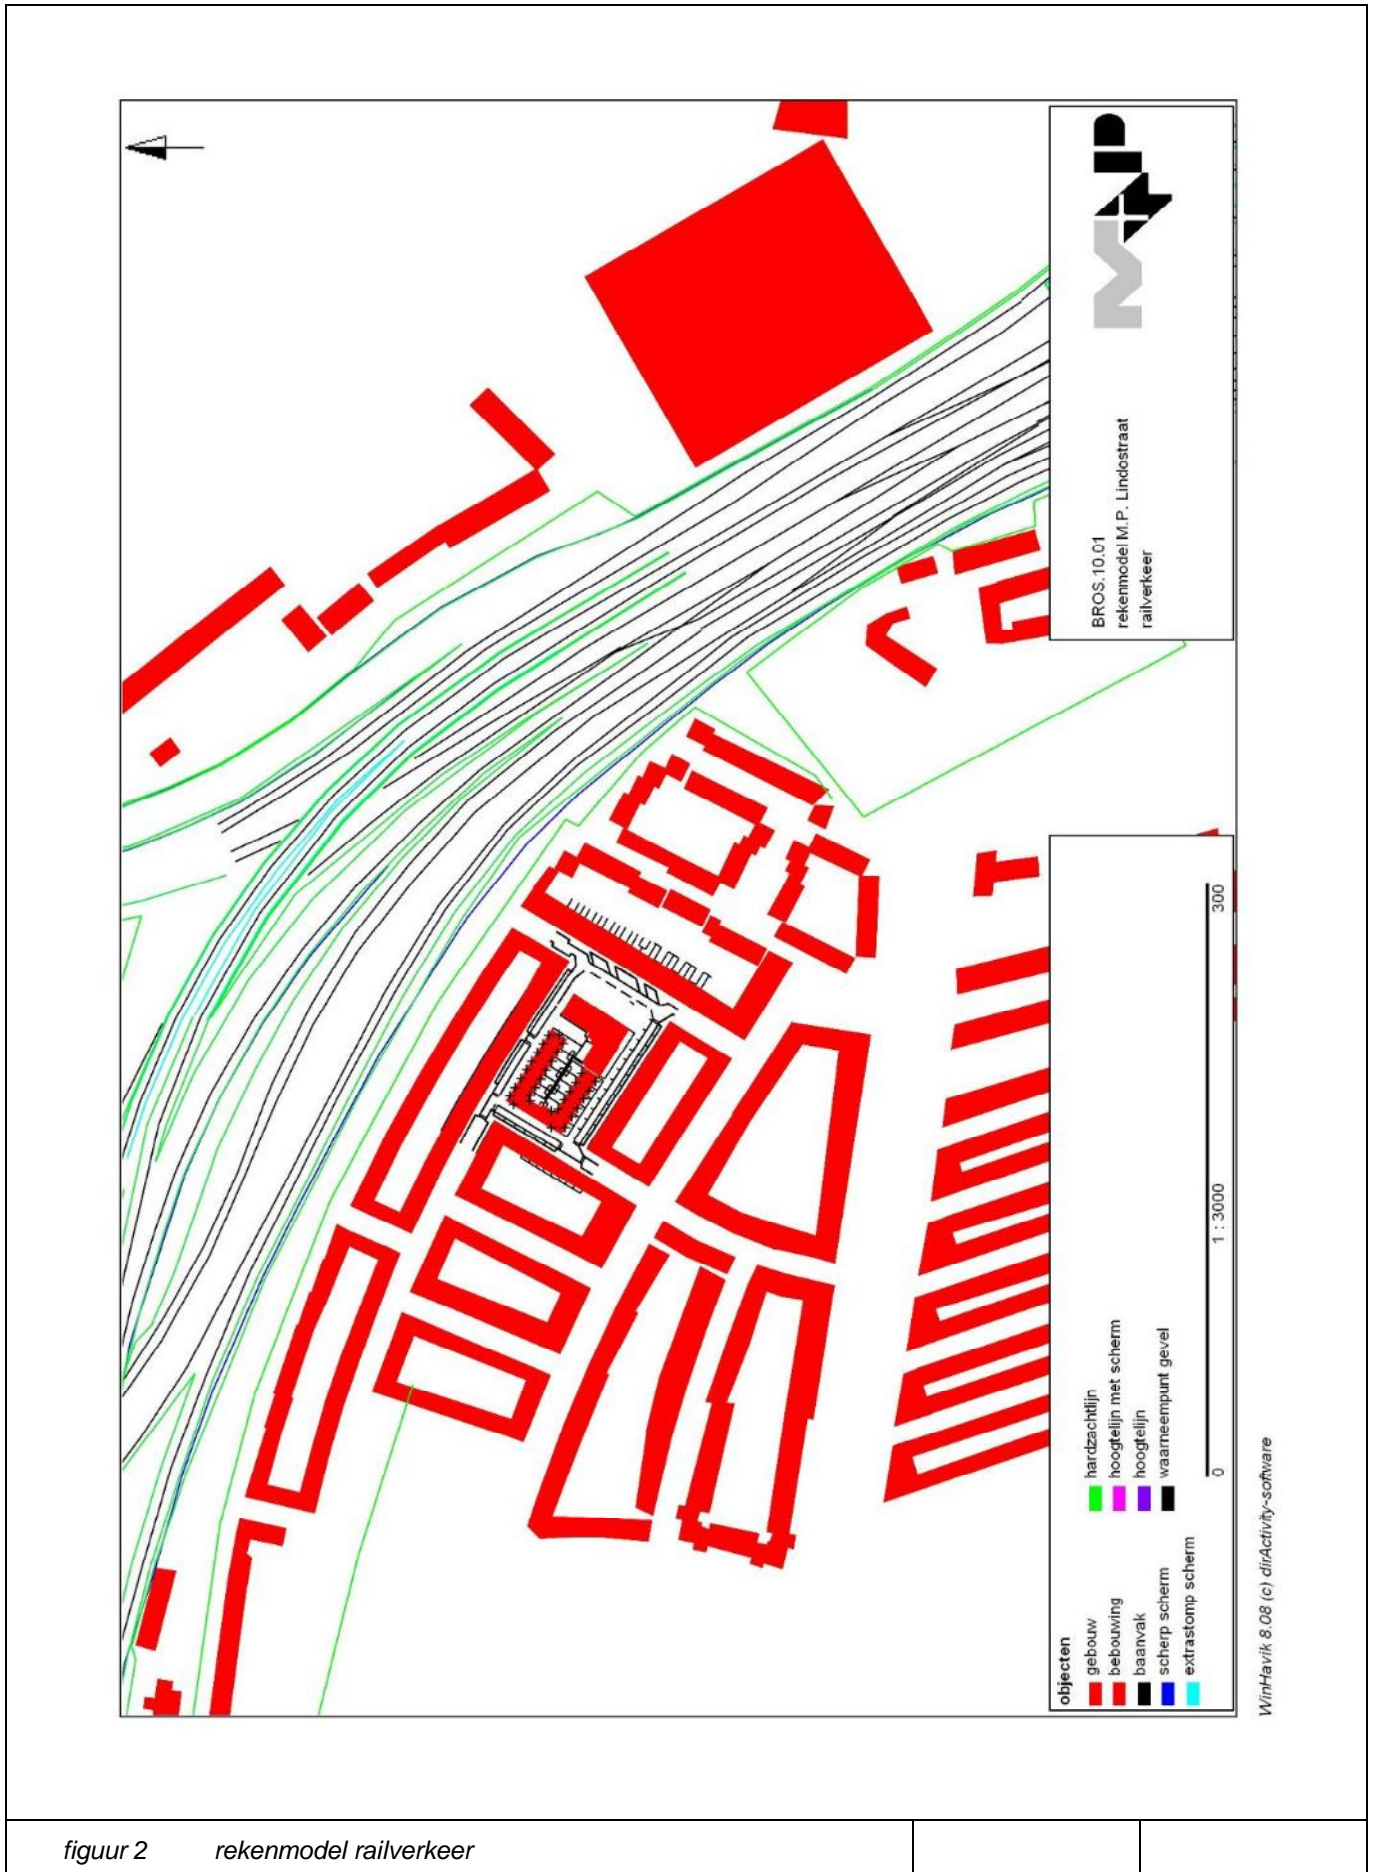 M+P
BROS.10.01
rekenmodel M.P. Lindostraat
railverkeer
objecten
gebouw
bebouwing
baanvak
scherp scherm
extrastomp scherm
hardzachtlijn
hoogtelijn met scherm
hoogtelijn
waarneempunt gevel
0
1 : 3000
300
WinHavik 8.08 (c) dirActivity-software
figuur 2 rekenmodel railverkeer